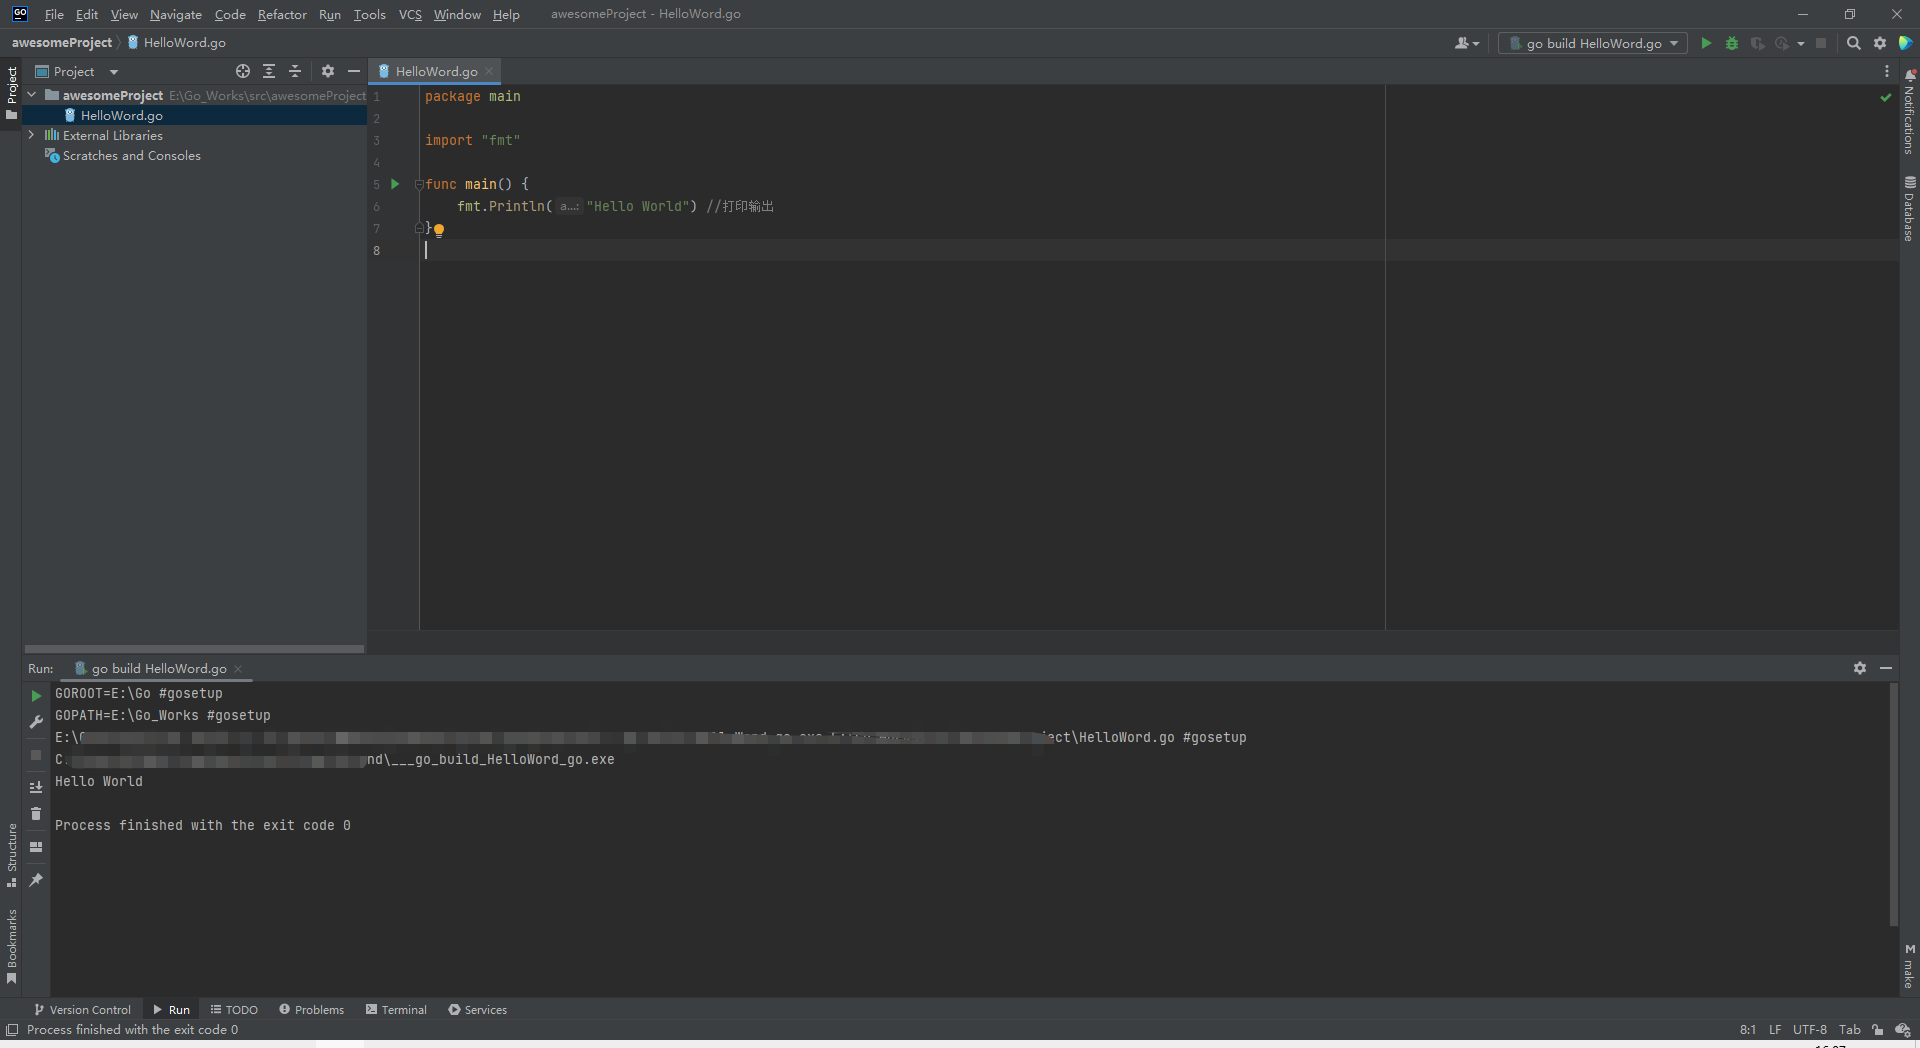 GO File Edit View Navigate Code Refactor Run Tools VCS Window Help awesomeProject - HelloWord.go
awesomeProject HelloWord.go go build HelloWord.go
Project
Project
HelloWord.go
awesomeProject E:\Go_Works\src\awesomeProject
HelloWord.go
External Libraries
Scratches and Consoles
1 package main
2
3 import "fmt"
4
5 func main() {
6 fmt.Println( a...: "Hello World") //打印输出
7 }
8
Notifications
Database
Run: go build HelloWord.go
GOROOT=E:\Go #gosetup
GOPATH=E:\Go_Works #gosetup
E:\ ect\HelloWord.go #gosetup
C nd\___go_build_HelloWord_go.exe
Hello World
Process finished with the exit code 0
Structure
Bookmarks
M make
Version Control Run TODO Problems Terminal Services
Process finished with the exit code 0 8:1 LF UTF-8 Tab